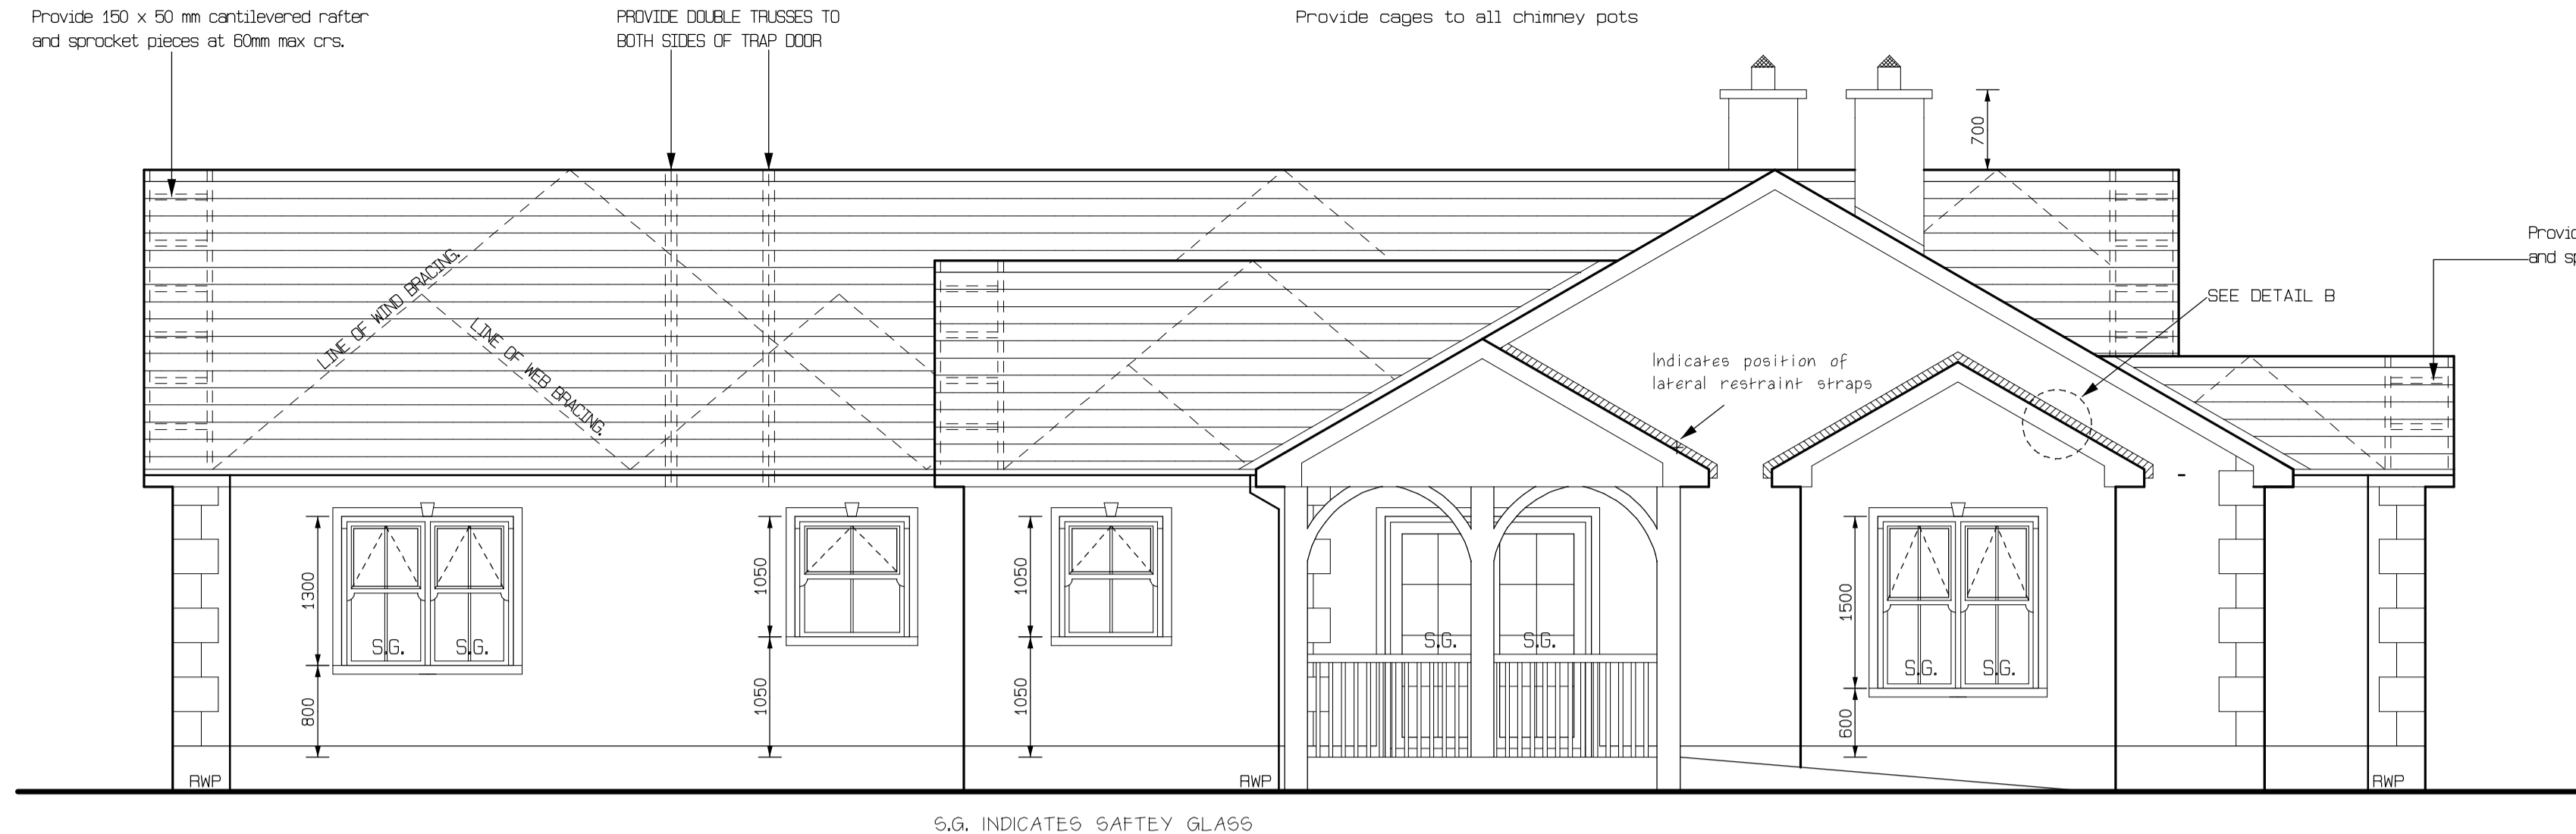 Provide 150 x 50 mm cantilevered rafter
and sprocket pieces at 60mm max crs.
PROVIDE DOUBLE TRUSSES TO
BOTH SIDES OF TRAP DOOR
Provide cages to all chimney pots
700
SEE DETAIL B
LINE OF WIND BRACING.
LINE OF WEB BRACING.
Indicates position of
lateral restraint straps
and
1300
800
S.G.
S.G.
1050
1050
1050
1050
S.G.
S.G.
1500
600
S.G.
S.G.
RWP
RWP
RWP
S.G. INDICATES SAFTEY GLASS